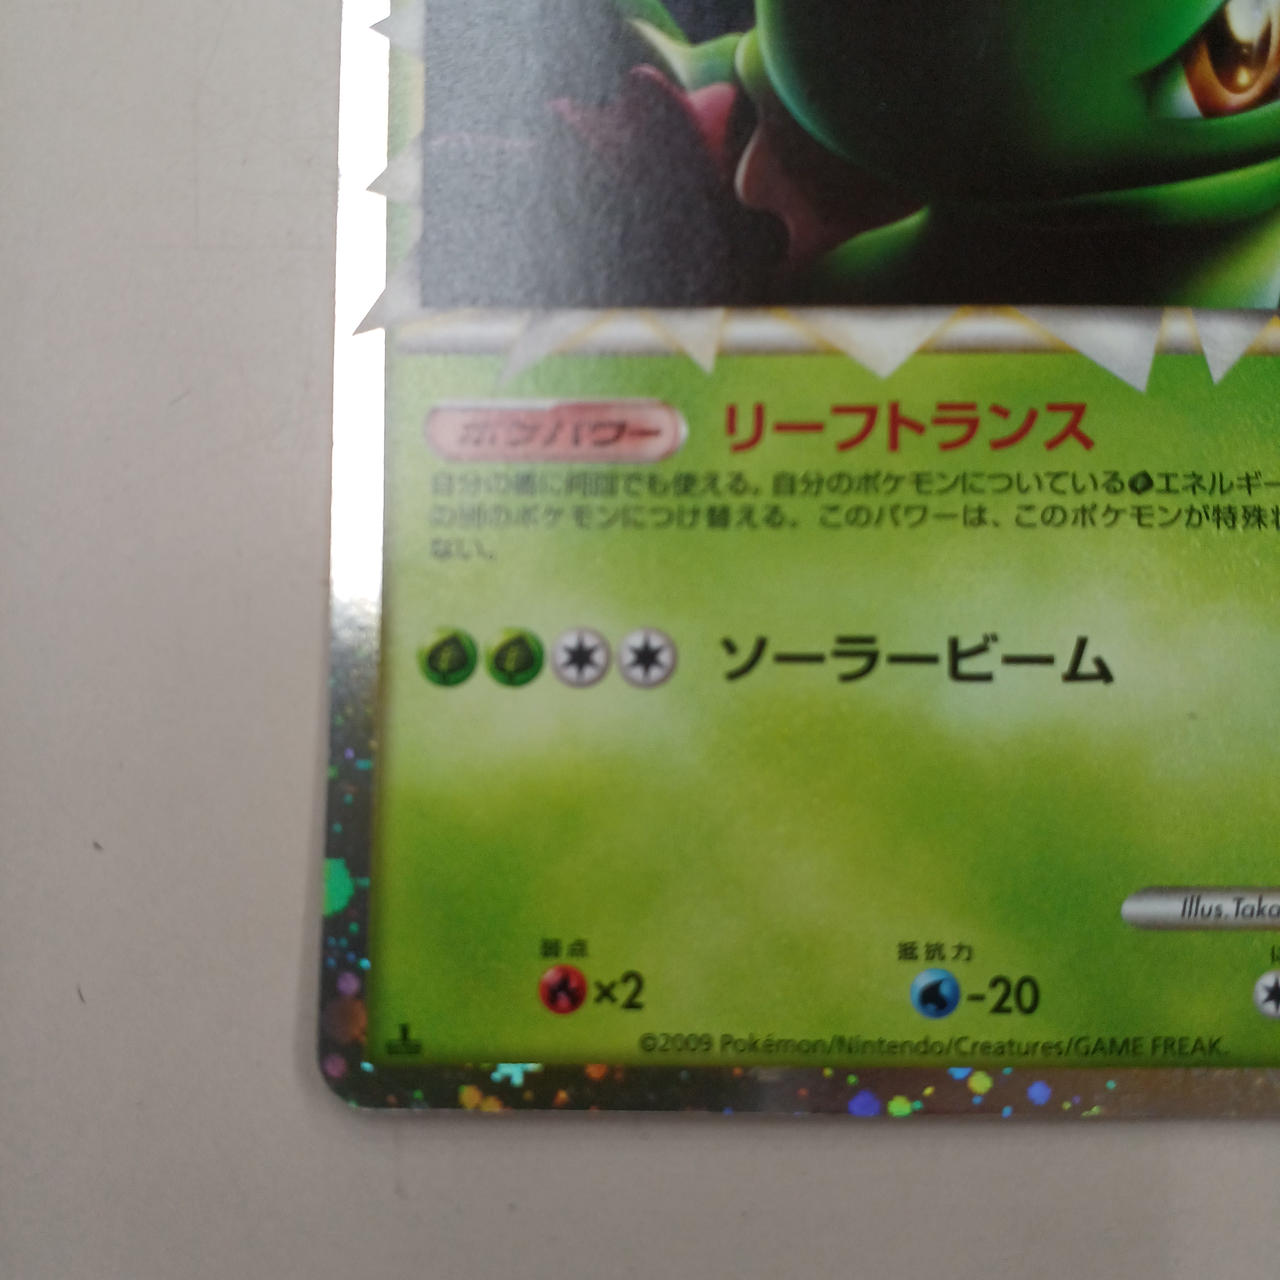 ポケパワー リーフトランス
自分の番に何回でも使える。自分のポケモンについているエネルギー
の別のポケモンにつけ替える。このパワーは、このポケモンが特殊
ない。
ソーラービーム
Illus.Tak
弱点 抵抗力
×2 -20
1
©2009 Pokémon/Nintendo/Creatures/GAME FREAK.